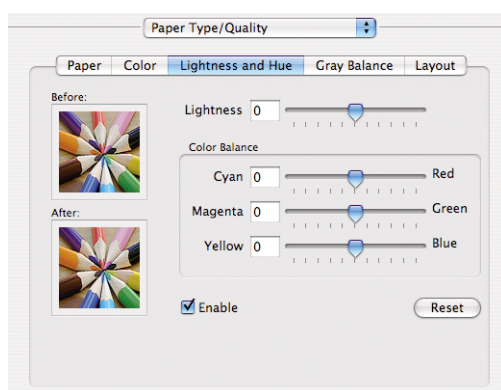 Paper Type/Quality
Paper Color Lightness and Hue Gray Balance Layout
Before:
Lightness 0
Color Balance
Cyan 0 Red
Magenta 0 Green
After:
Yellow 0 Blue
Enable Reset